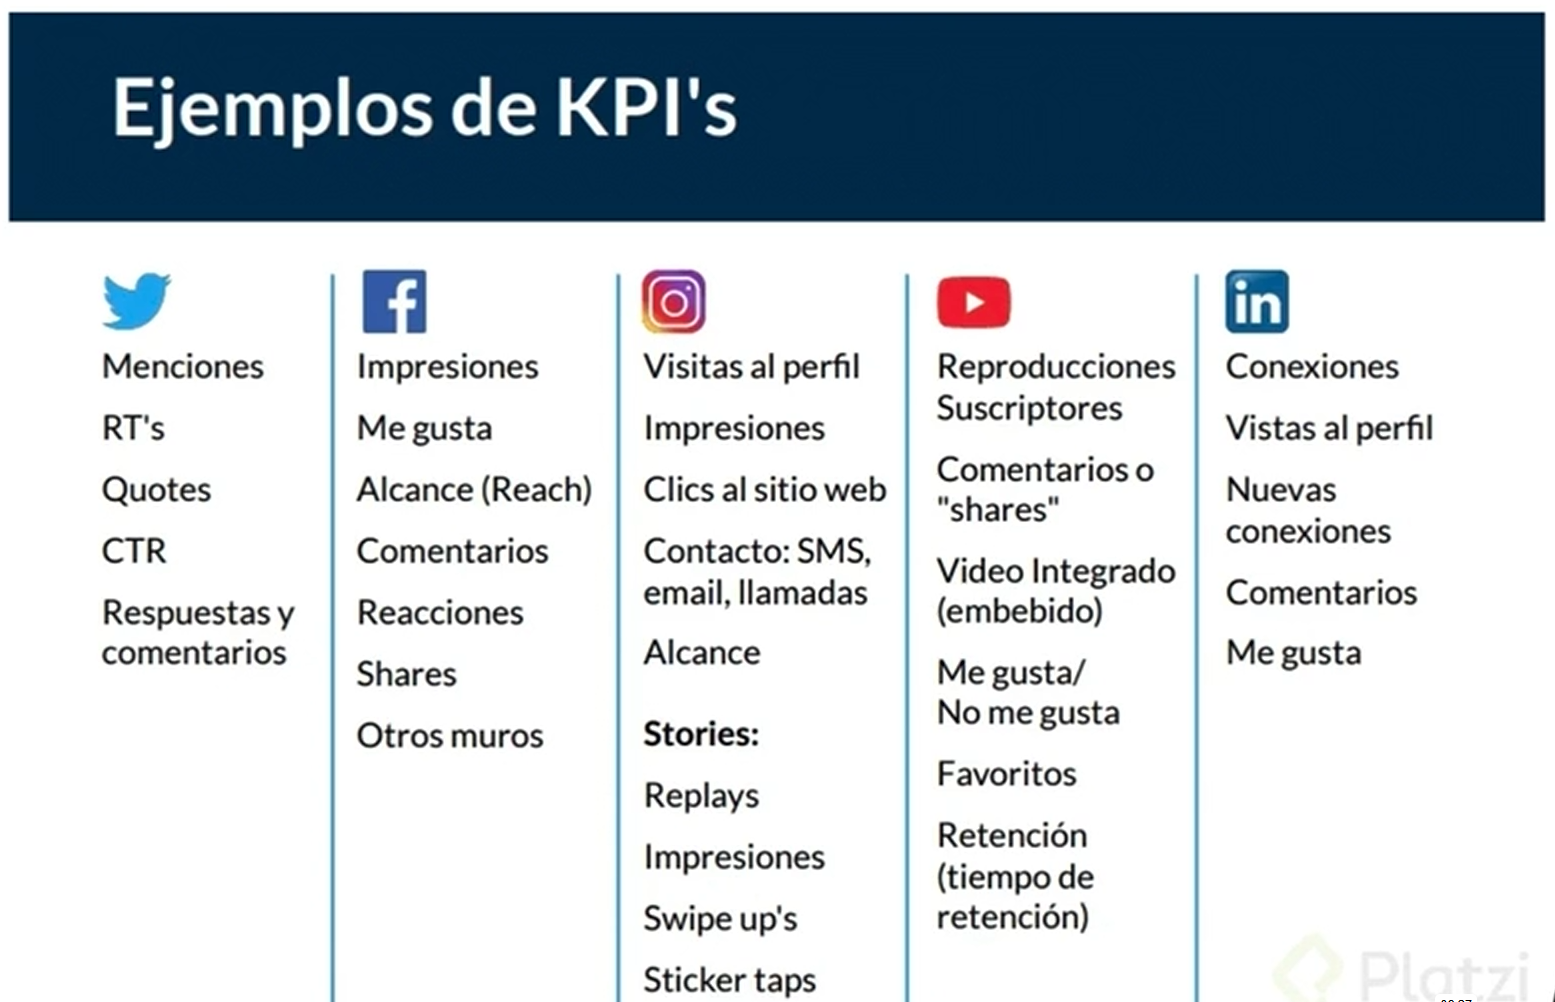 Ejemplos de KPI's
Menciones
RT's
Quotes
CTR
Respuestas y
comentarios
Impresiones
Me gusta
Alcance (Reach)
Comentarios
Reacciones
Shares
Otros muros
Visitas al perfil
Impresiones
Clics al sitio web
Contacto: SMS,
email, llamadas
Alcance
Stories:
Replays
Impresiones
Swipe up's
Sticker taps
Reproducciones
Suscriptores
Comentarios o
"shares"
Video Integrado
(embebido)
Me gusta/
No me gusta
Favoritos
Retención
(tiempo de
retención)
in
Conexiones
Vistas al perfil
Nuevas
conexiones
Comentarios
Me gusta
Platzi